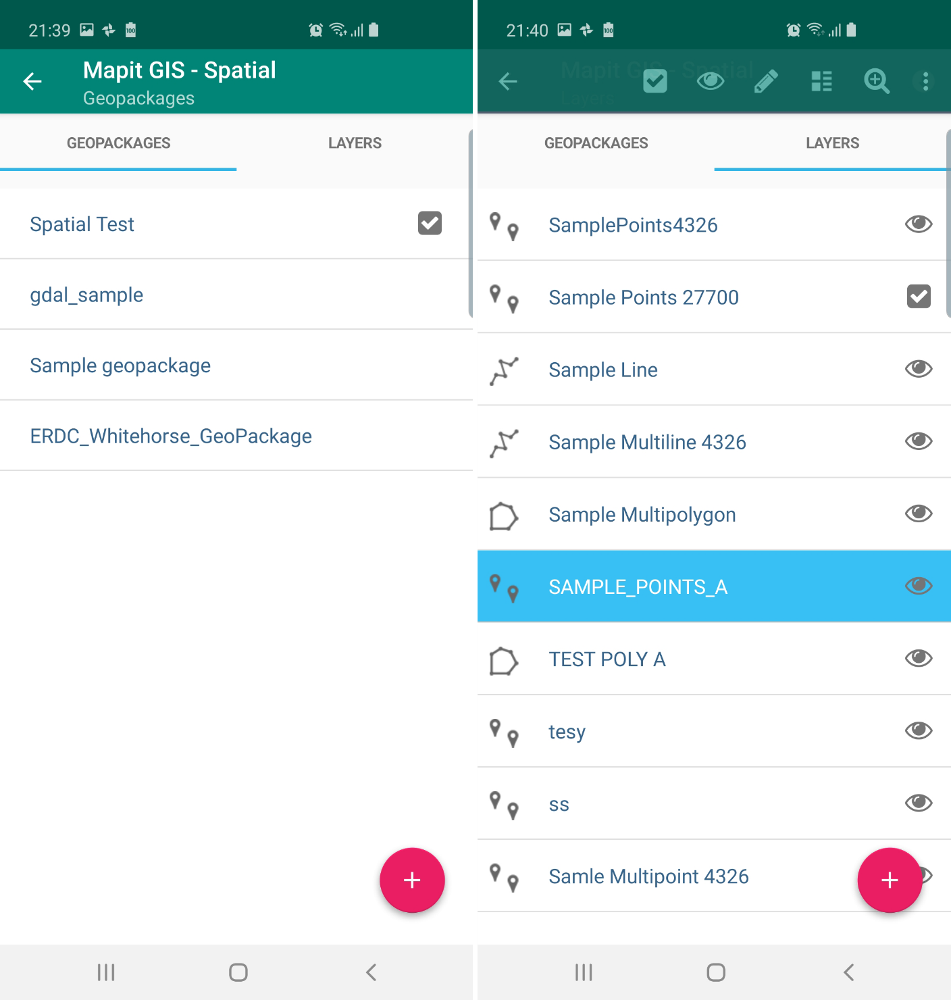 21:39
100
Mapit GIS - Spatial
Geopackages
GEOPACKAGES
LAYERS
Spatial Test
gdal_sample
Sample geopackage
ERDC_Whitehorse_GeoPackage
21:40
100
Mapit GIS - Spatial
Layers
GEOPACKAGES
LAYERS
SamplePoints4326
Sample Points 27700
Sample Line
Sample Multiline 4326
Sample Multipolygon
SAMPLE_POINTS_A
TEST POLY A
tesy
ss
Samle Multipoint 4326